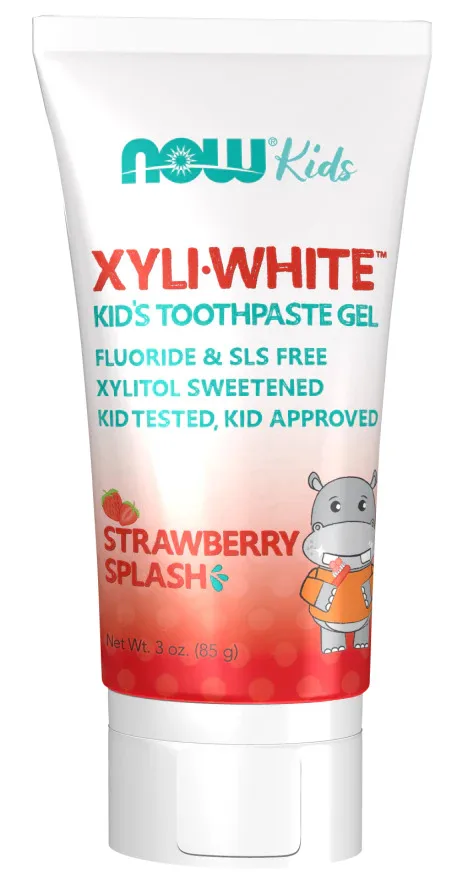 now® Kids
XYLI·WHITE™
KID'S TOOTHPASTE GEL
FLUORIDE & SLS FREE
XYLITOL SWEETENED
KID TESTED, KID APPROVED
STRAWBERRY
SPLASH
Net Wt. 3 oz. (85 g)